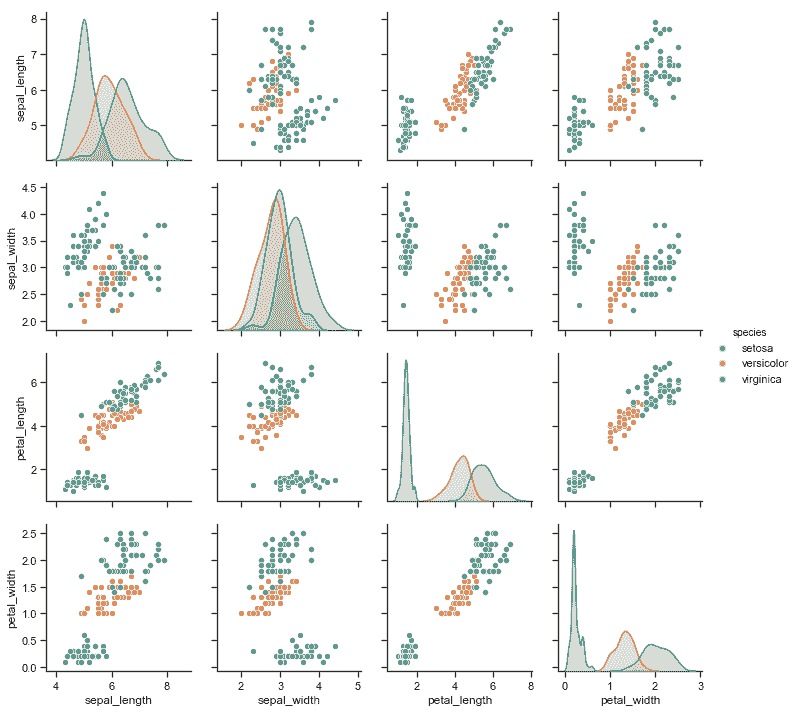 sepal_length
8
7
6
5
sepal_width
4.5
4.0
3.5
3.0
2.5
2.0
petal_length
6
4
2
petal_width
2.5
2.0
1.5
1.0
0.5
0.0
4 6 8
sepal_length
2 3 4 5
sepal_width
0 2 4 6 8
petal_length
0 1 2 3
petal_width
species
setosa
versicolor
virginica